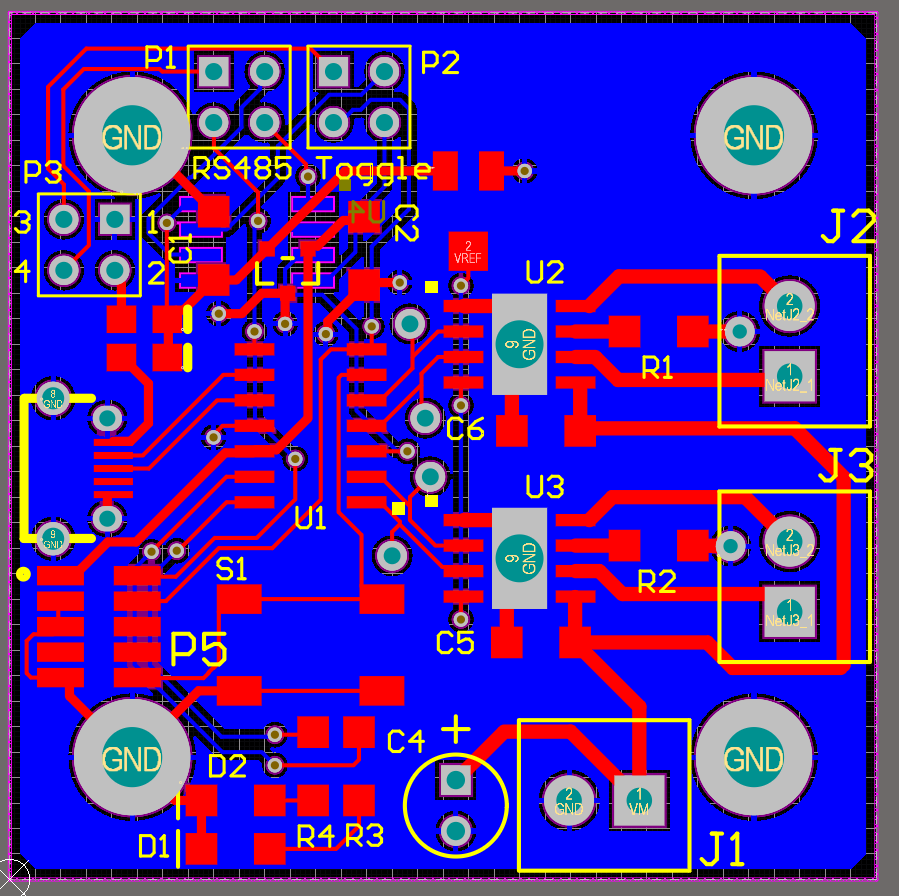 P1
P2
GND
GND
RS485 Toggle
P3
3 1
C1
U4
C2
4 2
J2
2
VREF
U2
2
NetJ2_2
9
GND
R1
1
NetJ2_1
8
GND
C6
J3
U3
U1
9
GND
2
NetJ3_2
9
GND
S1
R2
1
NetJ3_1
P5
C5
+
C4
GND
D2
GND
2
GND
1
VM
D1
R4 R3
J1